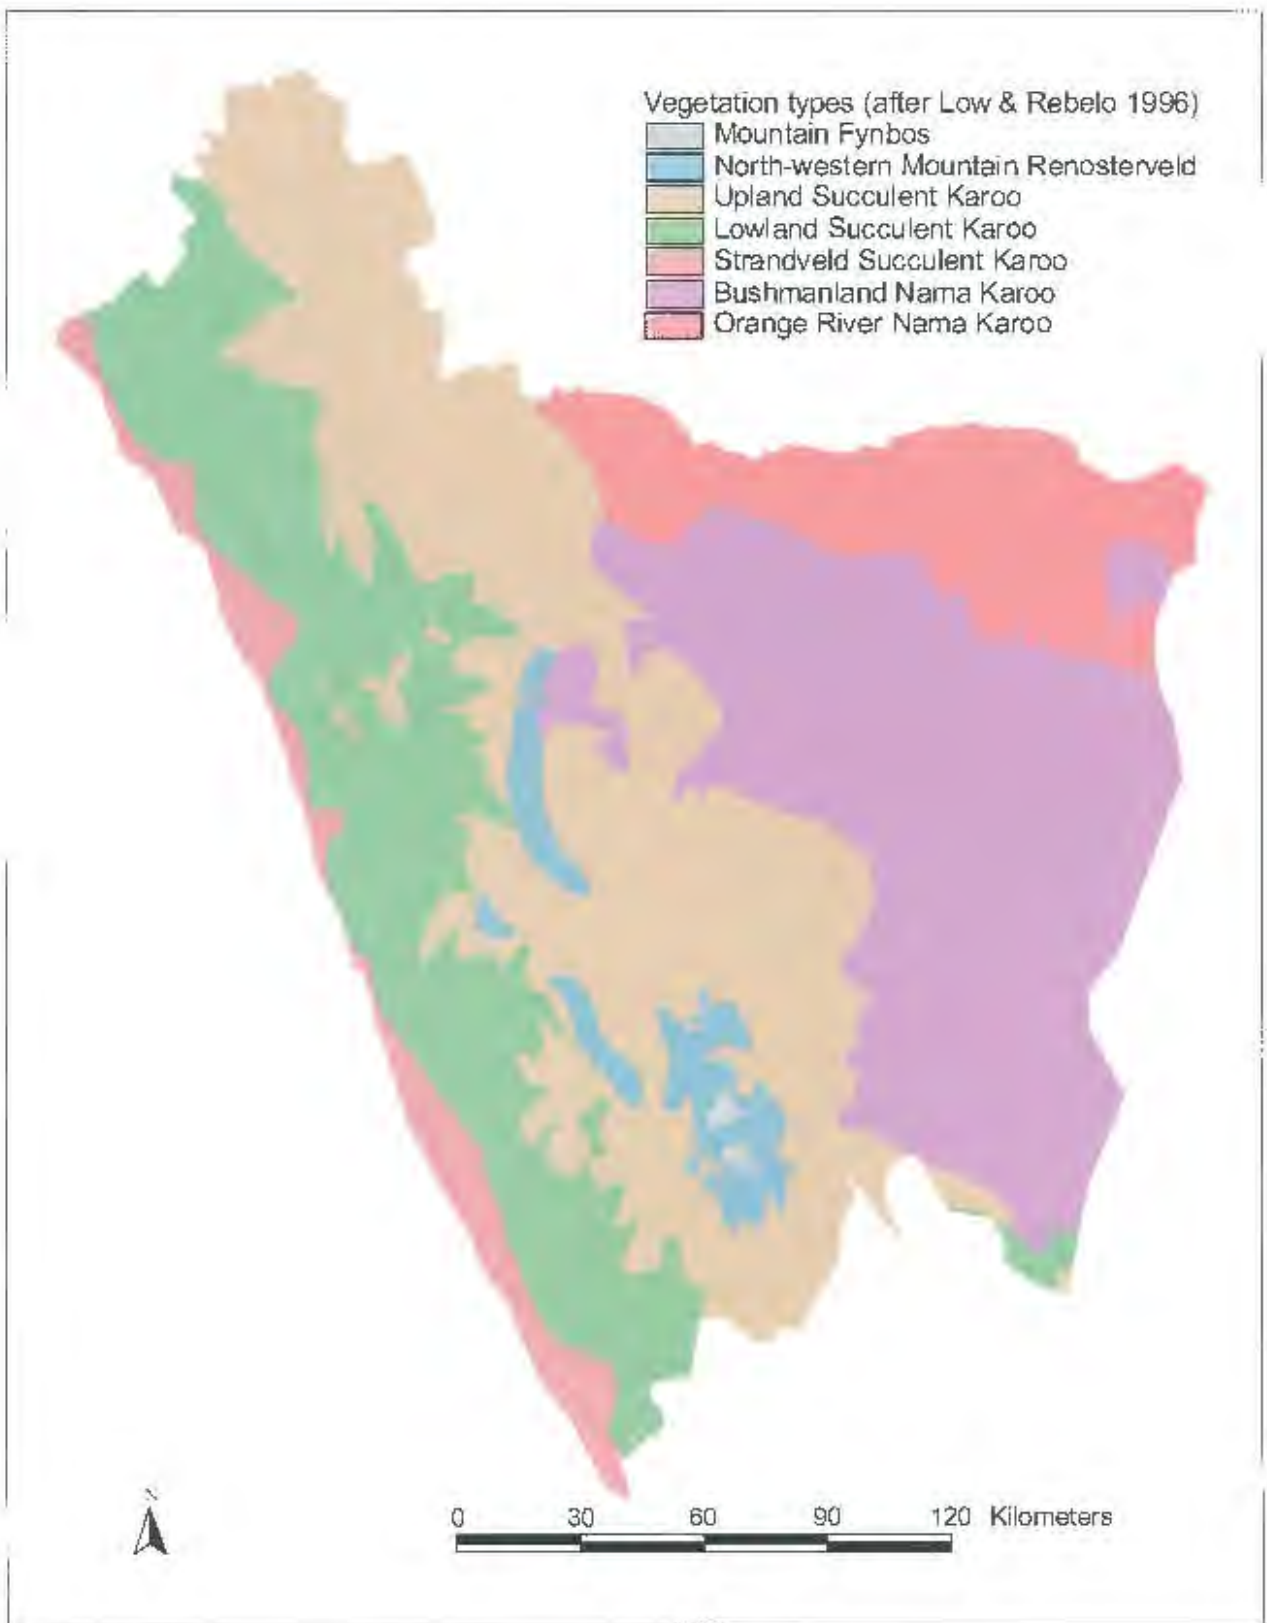 Vegetation types (after Low & Rebelo 1996)
Mountain Fynbos
North-western Mountain Renosterveld
Upland Succulent Karoo
Lowland Succulent Karoo
Strandveld Succulent Karoo
Bushmanland Nama Karoo
Orange River Nama Karoo
N
0 30 60 90 120 Kilometers